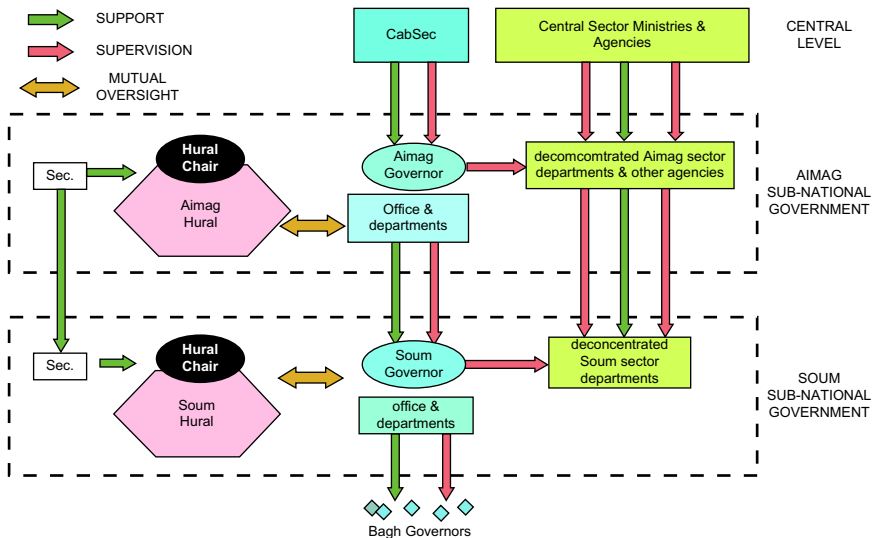 SUPPORT
SUPERVISION
MUTUAL
OVERSIGHT
CabSec
Central Sector Ministries &
Agencies
CENTRAL
LEVEL
Sec.
Hural
Chair
Aimag
Hural
Aimag
Governor
Office &
departments
decomcomtrated Aimag sector
departments & other agencies
AIMAG
SUB-NATIONAL
GOVERNMENT
Sec.
Hural
Chair
Soum
Hural
Soum
Governor
office &
departments
deconcentrated
Soum sector
departments
SOUM
SUB-NATIONAL
GOVERNMENT
Bagh Governors